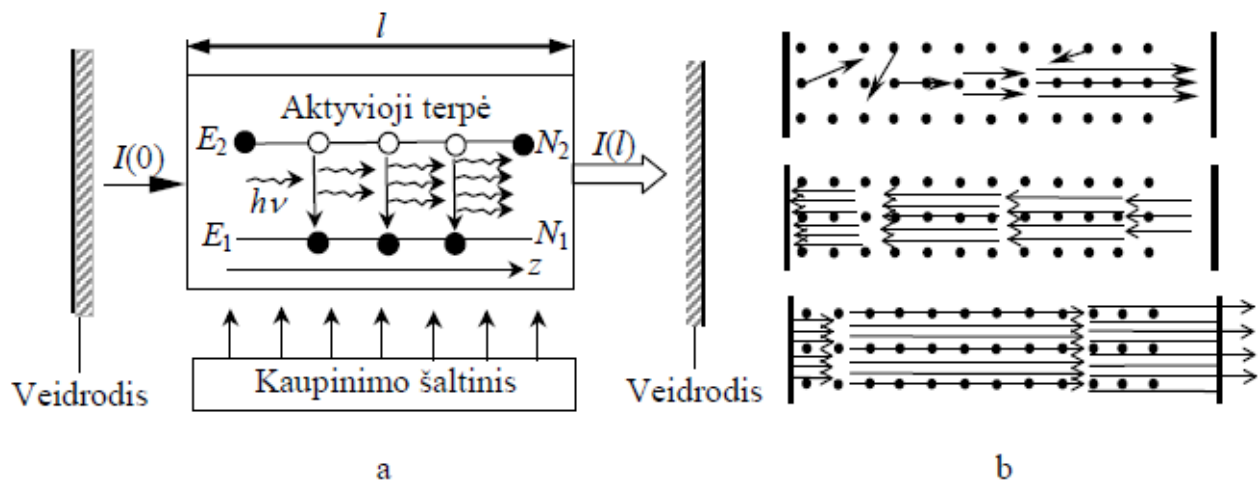 l
Aktyvioji terpė
E2
N2
I(0)
I(l)
hν
E1
N1
z
Veidrodis
Kaupinimo šaltinis
Veidrodis
a
b